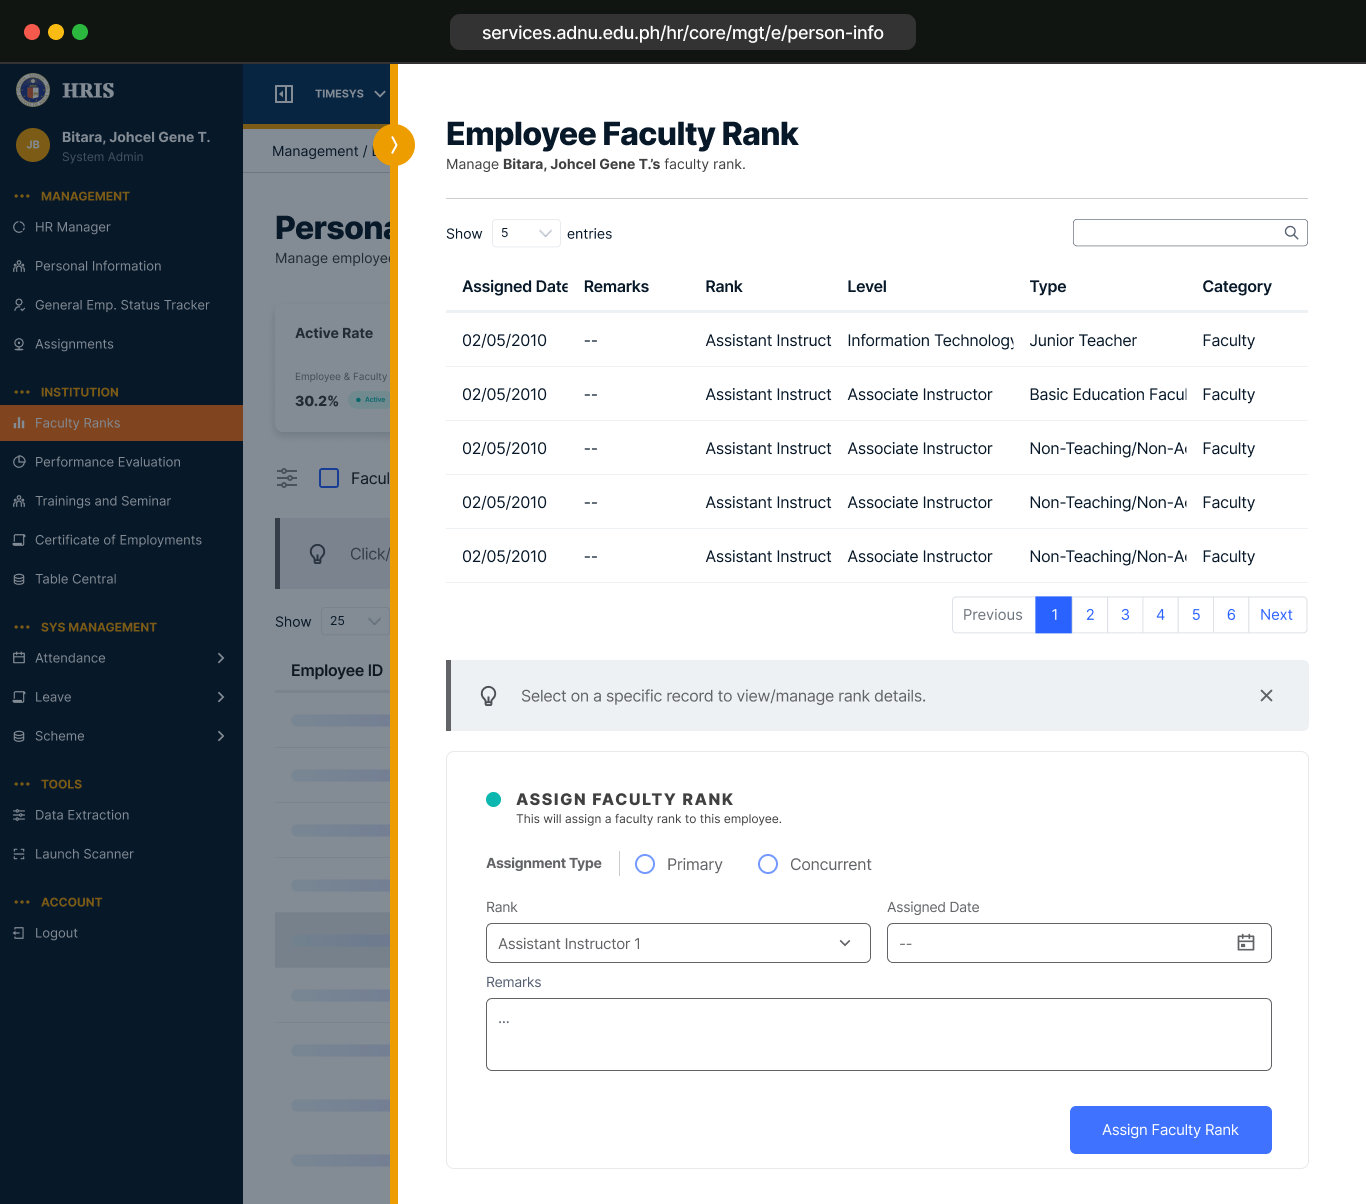 services.adnu.edu.ph/hr/core/mgt/e/person-info
HRIS
JB
Bitara, Johcel Gene T.
System Admin
MANAGEMENT
HR Manager
Personal Information
General Emp. Status Tracker
Assignments
INSTITUTION
Faculty Ranks
Performance Evaluation
Trainings and Seminar
Certificate of Employments
Table Central
SYS MANAGEMENT
Attendance
Leave
Scheme
TOOLS
Data Extraction
Launch Scanner
ACCOUNT
Logout
TIMESYS
Management /
Persona
Manage employee
Active Rate
Employee & Faculty
30.2% Active
Facul
Click/
Show 25
Employee ID
Employee Faculty Rank
Manage Bitara, Johcel Gene T.'s faculty rank.
Show 5 entries
Assigned Date Remarks Rank Level Type Category
02/05/2010 -- Assistant Instruct Information Technology Junior Teacher Faculty
02/05/2010 -- Assistant Instruct Associate Instructor Basic Education Facul Faculty
02/05/2010 -- Assistant Instruct Associate Instructor Non-Teaching/Non-Ac Faculty
02/05/2010 -- Assistant Instruct Associate Instructor Non-Teaching/Non-Ac Faculty
02/05/2010 -- Assistant Instruct Associate Instructor Non-Teaching/Non-Ac Faculty
Previous 1 2 3 4 5 6 Next
Select on a specific record to view/manage rank details.
ASSIGN FACULTY RANK
This will assign a faculty rank to this employee.
Assignment Type Primary Concurrent
Rank Assigned Date
Assistant Instructor 1 --
Remarks
...
Assign Faculty Rank